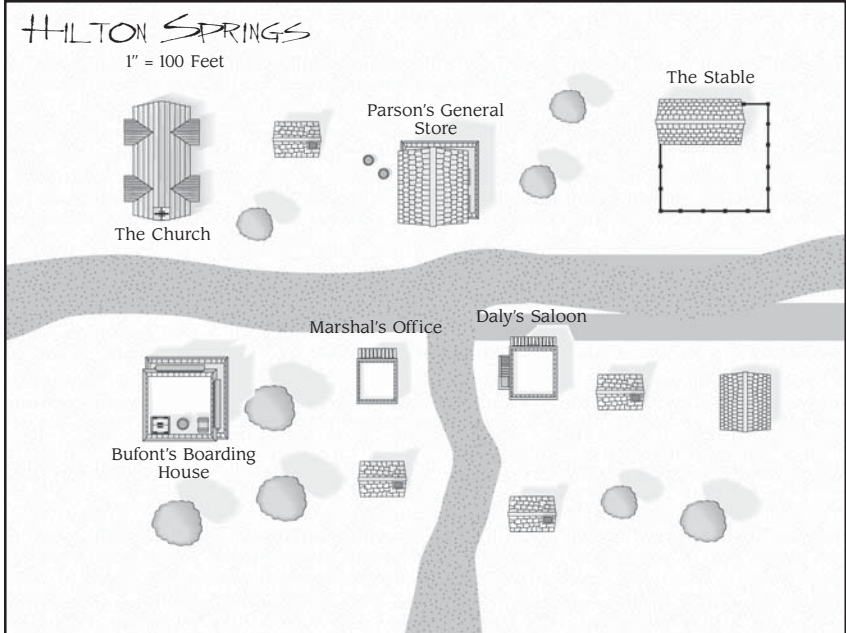 HILTON SPRINGS
1" = 100 Feet
The Stable
Parson's General
Store
The Church
Marshal's Office
Daly's Saloon
Bufont's Boarding
House